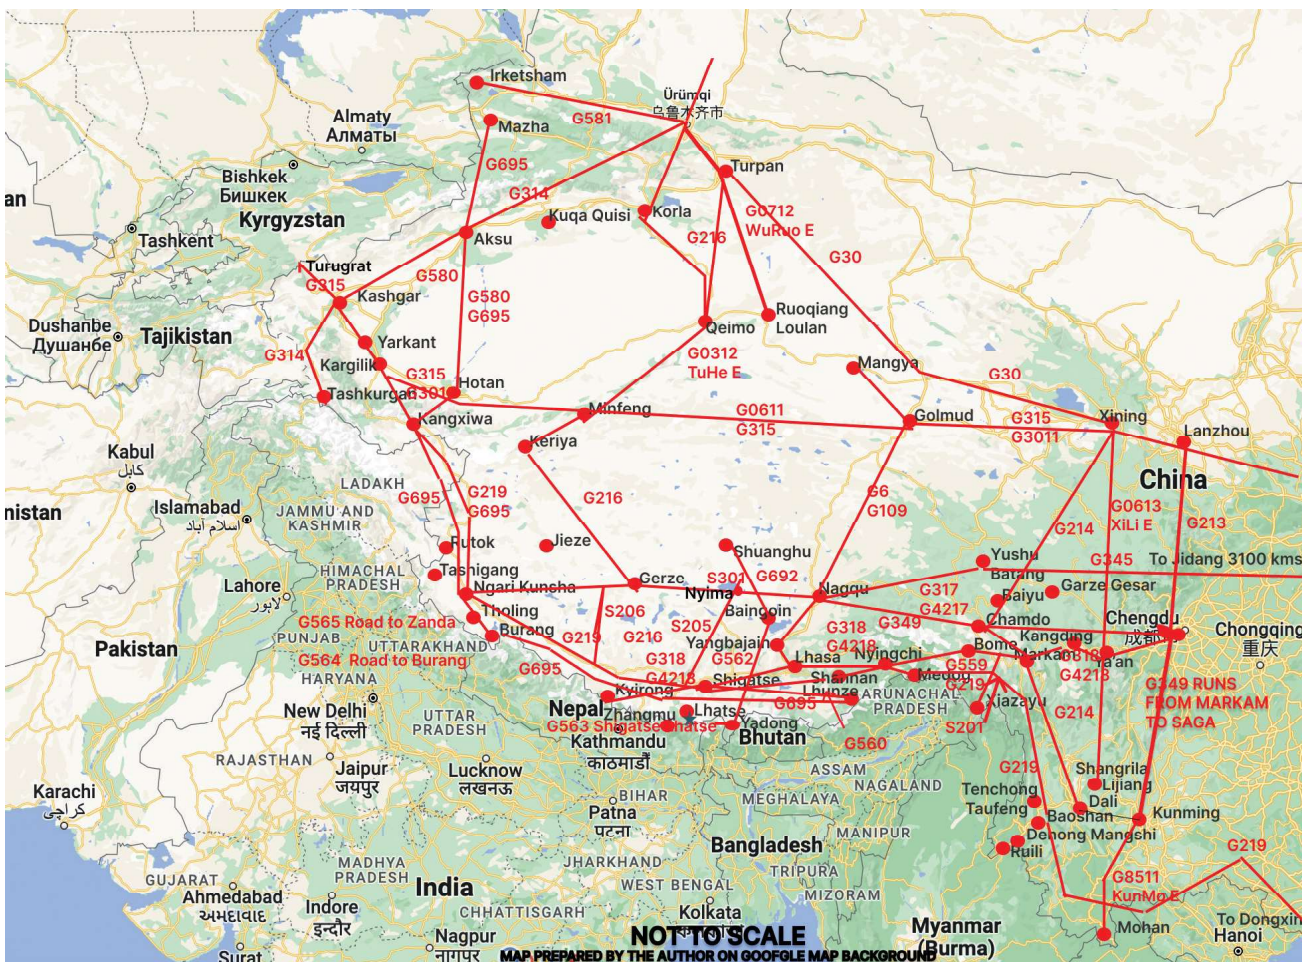 Irketsham
Ürümqi
乌鲁木齐市
G581
Almaty
Алматы
Mazha
G695
Turpan
Bishkek
Бишкек
G314
an
Kyrgyzstan
Kuqa Quisi
Korla
G0712
WuRuo E
Tashkent
Aksu
G216
G30
Turugrat
G315
G580
Kashgar
G580
G695
Ruoqiang
Loulan
Qeimo
Dushanbe
Душанбе
Tajikistan
Yarkant
G314
Kargilik
G315
G301
G0312
TuHe E
Mangya
G30
Hotan
Tashkurgan
Kangxiwa
Minfeng
G0611
G315
Golmud
G315
G3011
Xining
Lanzhou
Keriya
Kabul
کابل
China
LADAKH
G695
G219
G695
G216
G6
G109
G0613
XiLi E
nistan
Islamabad
اسلام آباد
JAMMU AND
KASHMIR
G214
G213
Rutok
Jieze
Shuanghu
Yushu
Batang
G345
To Jidang 3100 kms
HIMACHAL
PRADESH
Tashigang
Ngari Kunsha
Gerze
S301
G692
Nyima
Nagqu
G317
Garze Gesar
Lahore
لاہور
Baiyu
Tholing
S206
Baingoin
G4217
Chamdo
Chengdu
成都
G565 Road to Zanda
Burang
S205
G318
G4218
G349
Kangding
Chongqing
重庆
PUNJAB
UTTARAKHAND
G219
G216
Yangbajain
Nyingchi
Bome
Markam
G318
Ya'an
Pakistan
G564 Road to Burang
G695
G318
G4218
G562
Lhasa
G559
G4218
HARYANA
Shigatse
Shannan
Medog
G219
G349 RUNS
FROM MARKAM
TO SAGA
Kyirong
Lhunze
ARUNACHAL
PRADESH
New Delhi
नई दिल्ली
Nepal
Zhangmu
Lhatse
G695
Xiazayu
G214
UTTAR
PRADESH
G563 Shigatse Lhatse
Yadong
S201
Kathmandu
काठमाडौं
Bhutan
G560
RAJASTHAN
Jaipur
जयपुर
Lucknow
लखनऊ
ASSAM
NAGALAND
G219
Shangrila
Lijiang
Karachi
کراچی
BIHAR
MEGHALAYA
Tenchong
Taufeng
Dali
Baoshan
Kunming
Patna
पटना
MANIPUR
Denong Mangshi
Bangladesh
Ruili
G219
MADHYA
PRADESH
JHARKHAND
TRIPURA
GUJARAT
G8511
KunMo E
Ahmedabad
અમદાવાદ
India
WEST BENGAL
MIZORAM
Indore
इन्दौर
CHHATTISGARH
Kolkata
Myanmar
(Burma)
Mohan
To Dongxin
Hanoi
Nagpur
नागपुर
Surat
NOT TO SCALE
MAP PREPARED BY THE AUTHOR ON GOOFGLE MAP BACKGROUND